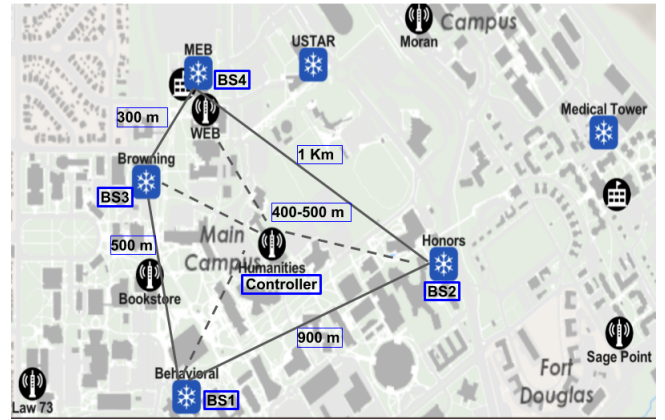 Campus
Moran
USTAR
MEB
BS4
WEB
300 m
Medical Tower
1 Km
Browning
BS3
400-500 m
Main
Campus
500 m
Humanities
Controller
Honors
BS2
Bookstore
900 m
Sage Point
Behavioral
BS1
Fort
Douglas
Law 73